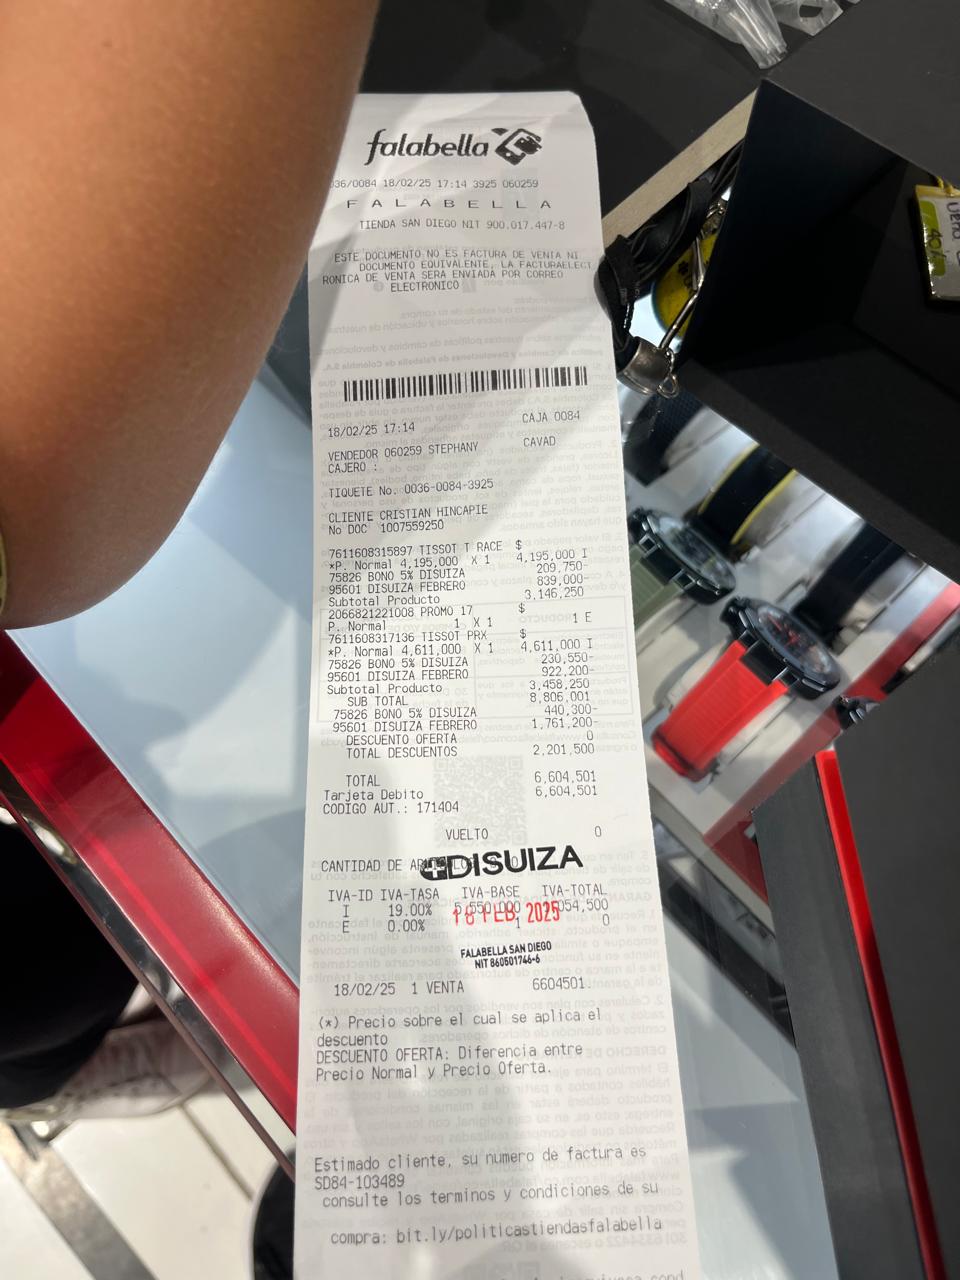 falabella
036/0084 18/02/25 17:14 3925 060259
F A L A B E L L A
TIENDA SAN DIEGO NIT 900.017.447-8
ESTE DOCUMENTO NO ES FACTURA DE VENTA NI
DOCUMENTO EQUIVALENTE, LA FACTURAELECT
RONICA DE VENTA SERA ENVIADA POR CORREO
ELECTRONICO
18/02/25 17:14 CAJA 0084
VENDEDOR 060259 STEPHANY CAVAD
CAJERO :
TIQUETE No. 0036-0084-3925
CLIENTE CRISTIAN HINCAPIE
No DOC 1007559250
7611608315897 TISSOT T RACE $
*P. Normal 4,195,000 X 1 4,195,000 I
75826 BONO 5% DISUIZA 209,750-
95601 DISUIZA FEBRERO 839,000-
Subtotal Producto 3,146,250
2066821221008 PROMO 17 $
P. Normal 1 X 1 1 E
7611608317136 TISSOT PRX $
*P. Normal 4,611,000 X 1 4,611,000 I
75826 BONO 5% DISUIZA 230,550-
95601 DISUIZA FEBRERO 922,200-
Subtotal Producto 3,458,250
SUB TOTAL 8,806,001
75826 BONO 5% DISUIZA 440,300-
95601 DISUIZA FEBRERO 1,761,200-
DESCUENTO OFERTA 0
TOTAL DESCUENTOS 2,201,500
TOTAL 6,604,501
Tarjeta Debito 6,604,501
CODIGO AUT.: 171404
VUELTO 0
CANTIDAD DE
DISUIZA
IVA-ID IVA-TASA IVA-BASE IVA-TOTAL
I 19.00% 5,550,000 054,500
E 0.00% 1 0
18 FEB. 2025
FALABELLA SAN DIEGO
NIT 860501746-6
18/02/25 1 VENTA 6604501
(*) Precio sobre el cual se aplica el
descuento
DESCUENTO OFERTA: Diferencia entre
Precio Normal y Precio Oferta.
Estimado cliente, su numero de factura es
SD84-103489
consulte los terminos y condiciones de su
compra: bit.ly/politicastiendasfalabella